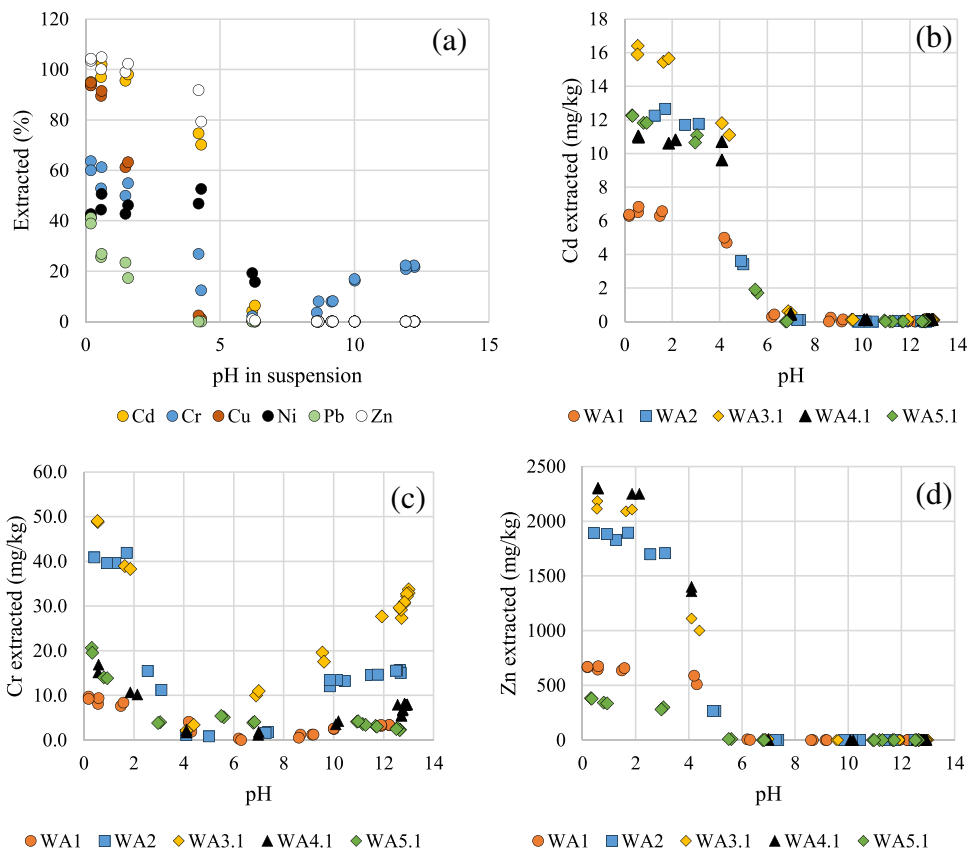 120
100
80
60
40
20
0
Extracted (%)
(a)
0 5 10 15
pH in suspension
Cd Cr Cu Ni Pb Zn
18
16
14
12
10
8
6
4
2
0
Cd extracted (mg/kg)
(b)
0 2 4 6 8 10 12 14
pH
WA1 WA2 WA3.1 WA4.1 WA5.1
60.0
50.0
40.0
30.0
20.0
10.0
0.0
Cr extracted (mg/kg)
(c)
0 2 4 6 8 10 12 14
pH
WA1 WA2 WA3.1 WA4.1 WA5.1
2500
2000
1500
1000
500
0
Zn extracted (mg/kg)
(d)
0 2 4 6 8 10 12 14
pH
WA1 WA2 WA3.1 WA4.1 WA5.1